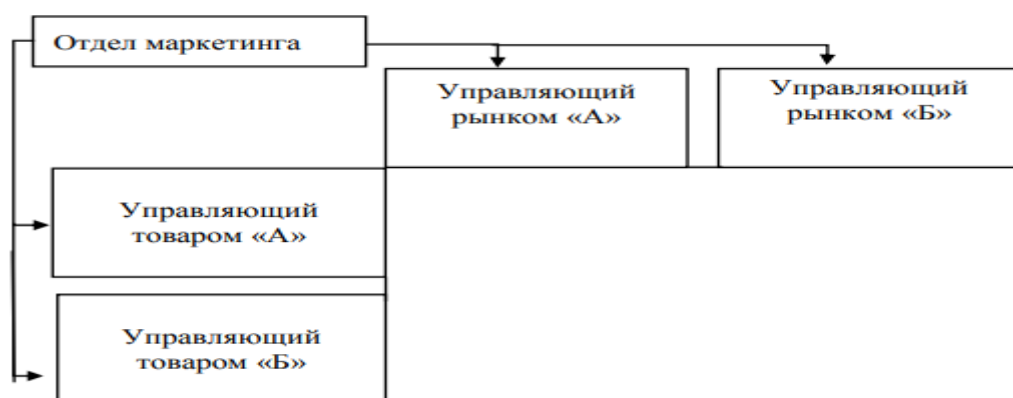 Отдел маркетинга
Управляющий
рынком «А»
Управляющий
рынком «Б»
Управляющий
товаром «А»
Управляющий
товаром «Б»